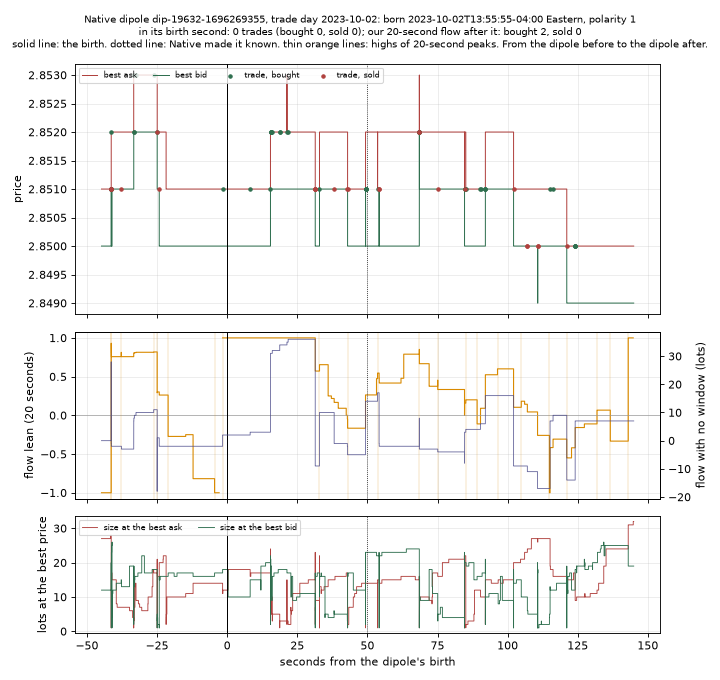 Native dipole dip-19632-1696269355, trade day 2023-10-02: born 2023-10-02T13:55:55-04:00 Eastern, polarity 1
in its birth second: 0 trades (bought 0, sold 0); our 20-second flow after it: bought 2, sold 0
solid line: the birth. dotted line: Native made it known. thin orange lines: highs of 20-second peaks. From the dipole before to the dipole after.
best ask
best bid
trade, bought
trade, sold
2.8530
2.8525
2.8520
2.8515
2.8510
2.8505
2.8500
2.8495
2.8490
price
1.0
0.5
0.0
−0.5
−1.0
flow lean (20 seconds)
30
20
10
0
−10
−20
flow with no window (lots)
size at the best ask
size at the best bid
30
20
10
0
lots at the best price
−50
−25
0
25
50
75
100
125
150
seconds from the dipole's birth